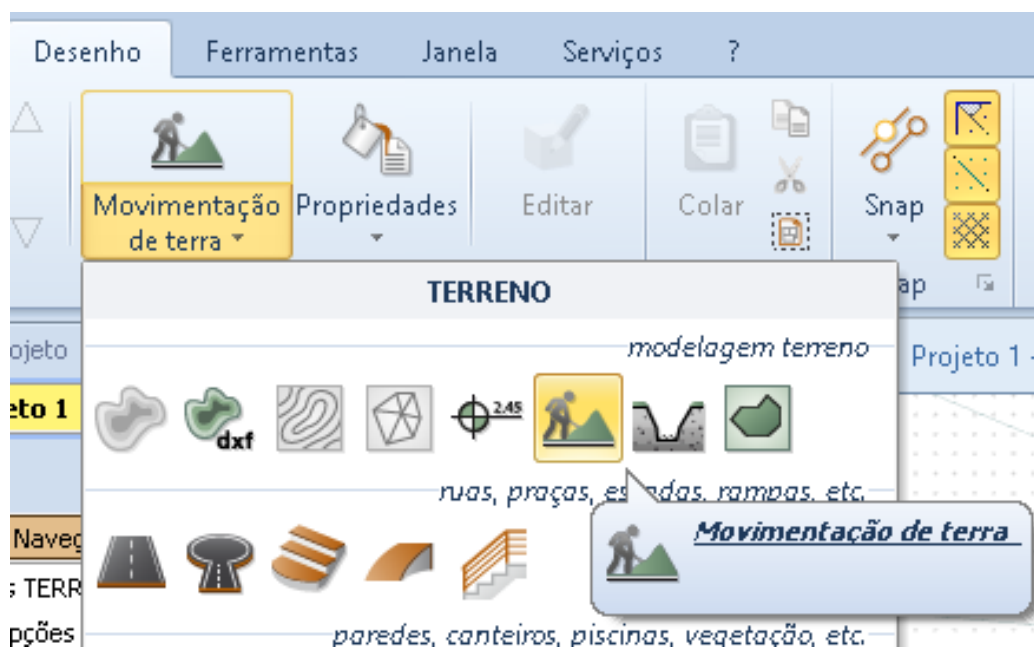 Desenho Ferramentas Janela Serviços ?
Movimentação de terra Propriedades Editar Colar Snap
ap
TERRENO
ojeto modelagem terreno Projeto 1 -
eto 1
dxf 2.45
ruas, praças, estradas, rampas, etc.
Naveg Movimentação de terra
s TERR
pções paredes, canteiros, piscinas, vegetação, etc.